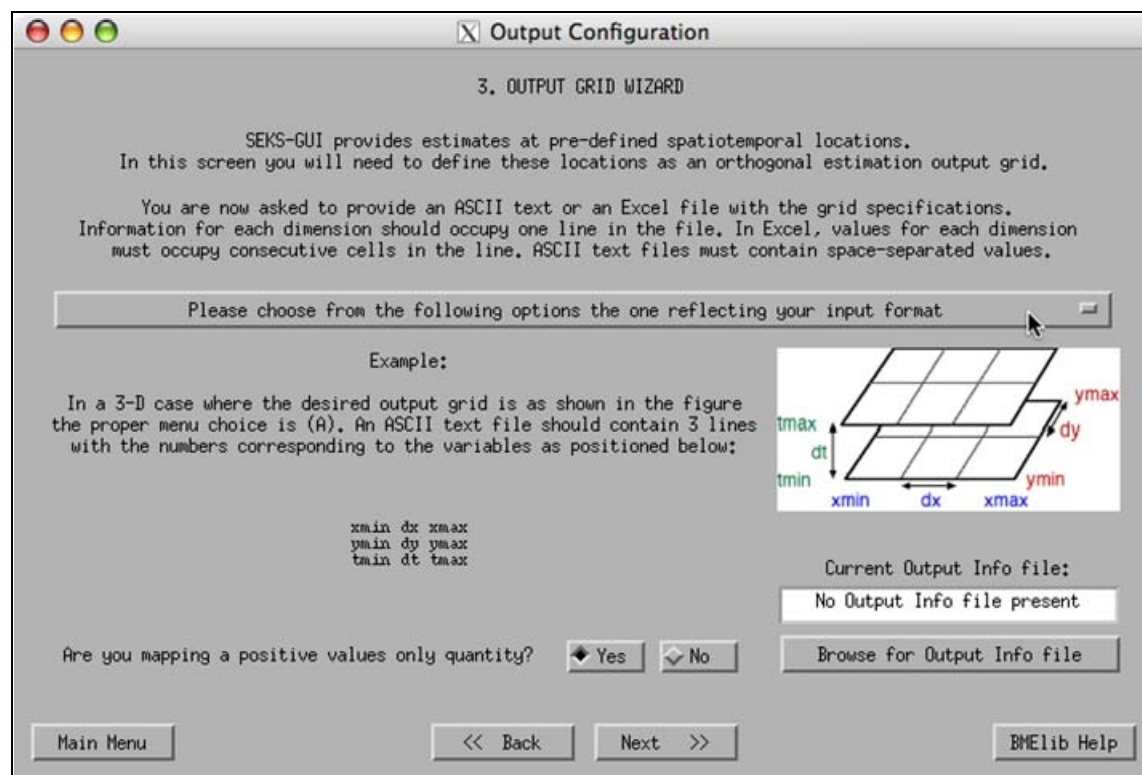 X Output Configuration
3. OUTPUT GRID WIZARD
SEKS-GUI provides estimates at pre-defined spatiotemporal locations.
In this screen you will need to define these locations as an orthogonal estimation output grid.
You are now asked to provide an ASCII text or an Excel file with the grid specifications.
Information for each dimension should occupy one line in the file. In Excel, values for each dimension
must occupy consecutive cells in the line. ASCII text files must contain space-separated values.
Please choose from the following options the one reflecting your input format
Example:
In a 3-D case where the desired output grid is as shown in the figure
the proper menu choice is (A). An ASCII text file should contain 3 lines
with the numbers corresponding to the variables as positioned below:
xmin dx xmax
ymin dy ymax
tmin dt tmax
ymax
tmax
dy
dt
tmin
ymin
xmin dx xmax
Current Output Info file:
No Output Info file present
Are you mapping a positive values only quantity?
Yes
No
Browse for Output Info file
Main Menu
<< Back
Next >>
BMElib Help